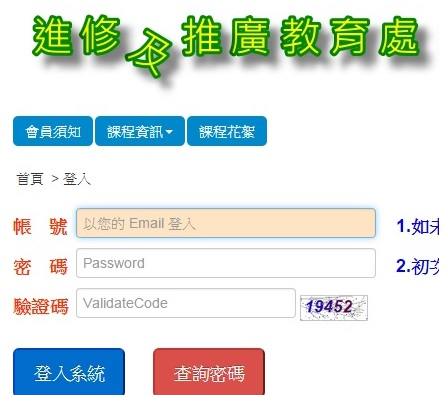 進修及推廣教育處
會員須知 課程資訊 課程花絮
首頁 > 登入
帳 號 以您的 Email 登入 1.如未
密 碼 Password 2.初次
驗證碼 ValidateCode 19452
登入系統 查詢密碼